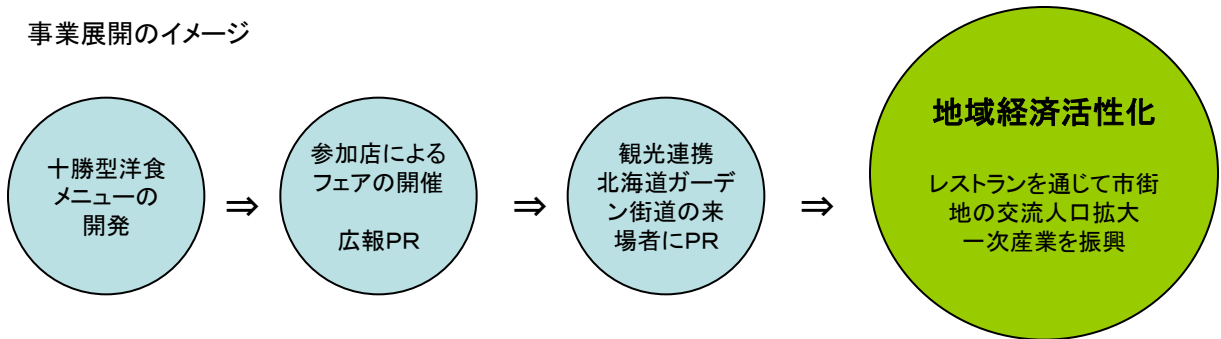 事業展開のイメージ
十勝型洋食
メニューの
開発
⇒
参加店による
フェアの開催
広報PR
⇒
観光連携
北海道ガーデ
ン街道の来
場者にPR
⇒
地域経済活性化
レストランを通じて市街
地の交流人口拡大
一次産業を振興